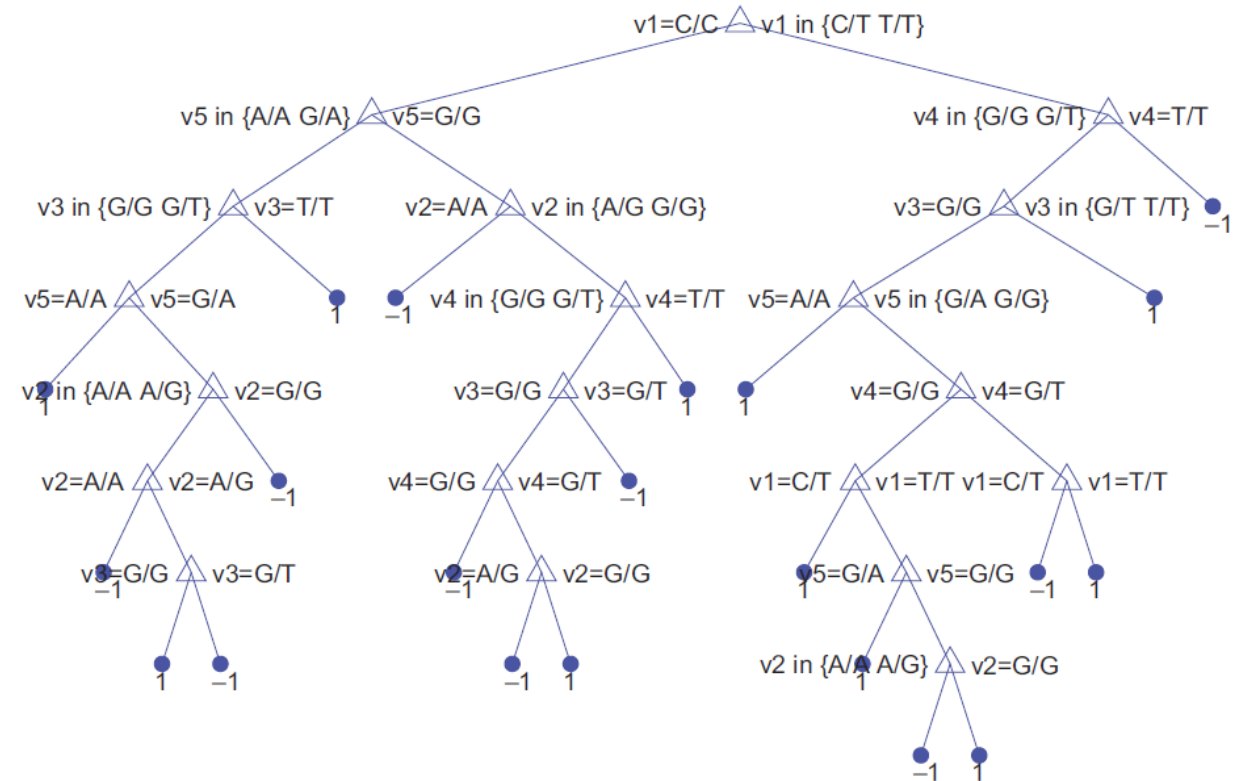 v1=C/C v1 in {C/T T/T}
v5 in {A/A G/A} v5=G/G v4 in {G/G G/T} v4=T/T
v3 in {G/G G/T} v3=T/T v2=A/A v2 in {A/G G/G} v3=G/G v3 in {G/T T/T} −1
v5=A/A v5=G/A 1 −1 v4 in {G/G G/T} v4=T/T v5=A/A v5 in {G/A G/G} 1
1 v2 in {A/A A/G} v2=G/G v3=G/G v3=G/T 1 1 v4=G/G v4=G/T
v2=A/A v2=A/G −1 v4=G/G v4=G/T −1 v1=C/T v1=T/T v1=C/T v1=T/T
−1 v3=G/G v3=G/T −1 v2=A/G v2=G/G 1 v5=G/A v5=G/G −1 1
1 −1 −1 1 1 v2 in {A/A A/G} v2=G/G
−1 1